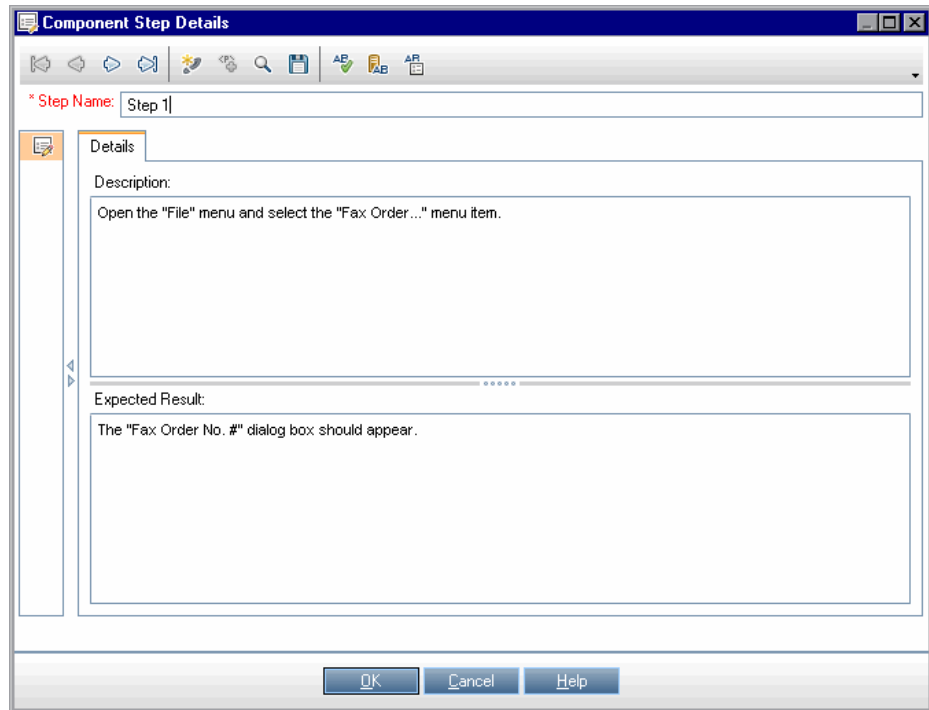 Component Step Details
* Step Name: Step 1
Details
Description:
Open the "File" menu and select the "Fax Order..." menu item.
Expected Result:
The "Fax Order No. #" dialog box should appear.
OK Cancel Help